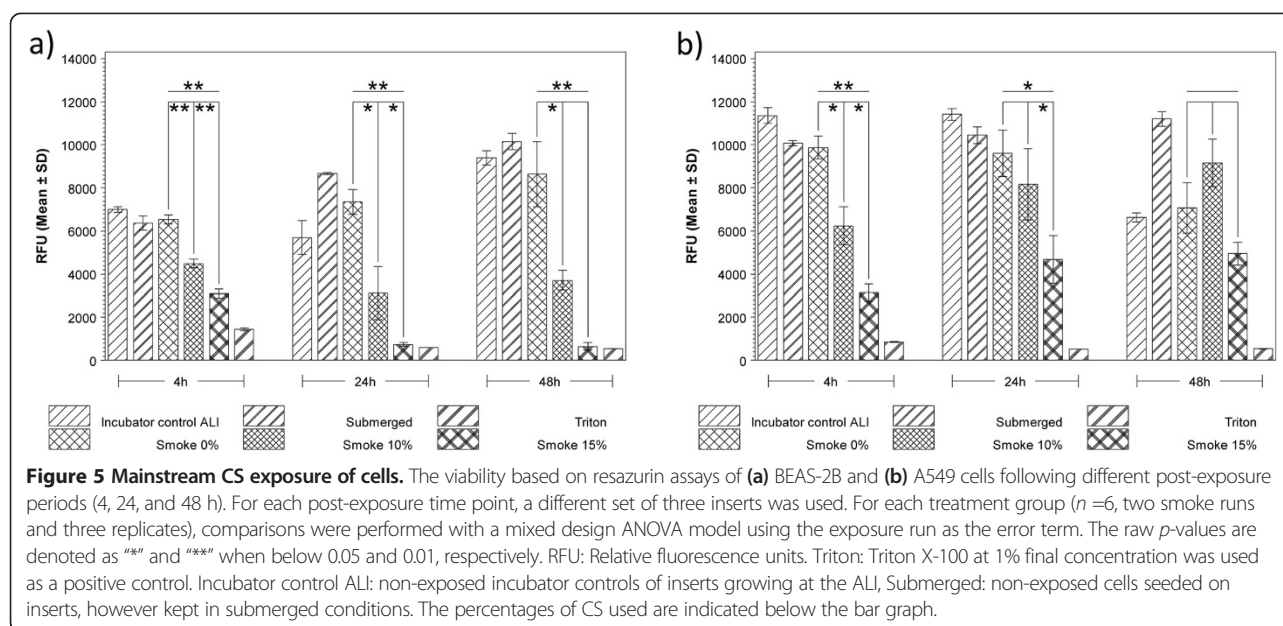 a)
14000
12000
10000
8000
6000
4000
2000
0
RFU (Mean ± SD)
**
** **
**
* *
**
*
4h 24h 48h
Incubator control ALI Submerged Triton
Smoke 0% Smoke 10% Smoke 15%
b)
14000
12000
10000
8000
6000
4000
2000
0
RFU (Mean ± SD)
**
* *
*
*
4h 24h 48h
Incubator control ALI Submerged Triton
Smoke 0% Smoke 10% Smoke 15%
Figure 5 Mainstream CS exposure of cells. The viability based on resazurin assays of (a) BEAS-2B and (b) A549 cells following different post-exposure
periods (4, 24, and 48 h). For each post-exposure time point, a different set of three inserts was used. For each treatment group (n =6, two smoke runs
and three replicates), comparisons were performed with a mixed design ANOVA model using the exposure run as the error term. The raw p-values are
denoted as “*” and “**” when below 0.05 and 0.01, respectively. RFU: Relative fluorescence units. Triton: Triton X-100 at 1% final concentration was used
as a positive control. Incubator control ALI: non-exposed incubator controls of inserts growing at the ALI, Submerged: non-exposed cells seeded on
inserts, however kept in submerged conditions. The percentages of CS used are indicated below the bar graph.